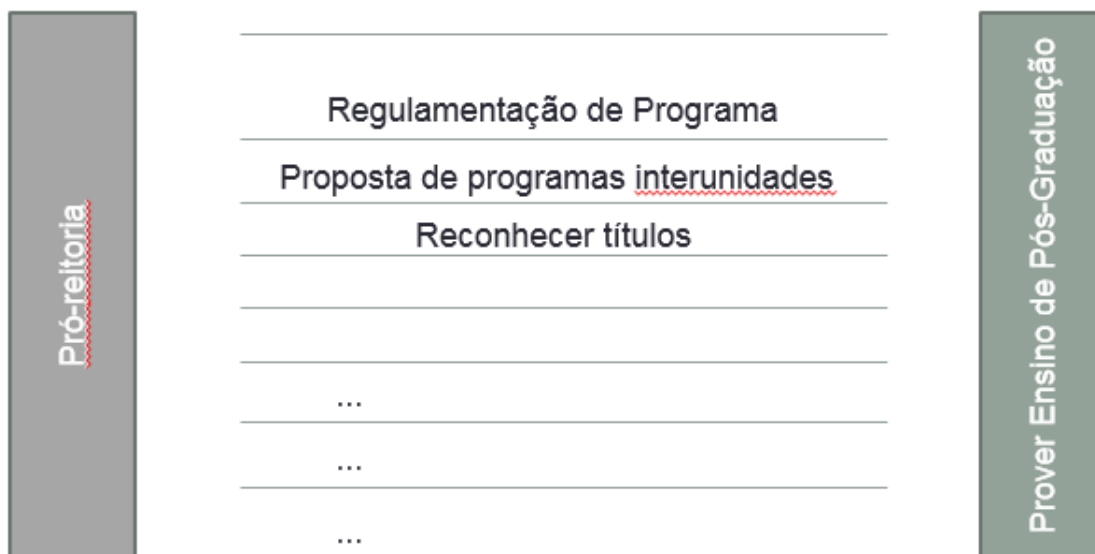 Pró-reitoria
Regulamentação de Programa
Proposta de programas interunidades
Reconhecer títulos
...
...
...
Prover Ensino de Pós-Graduação